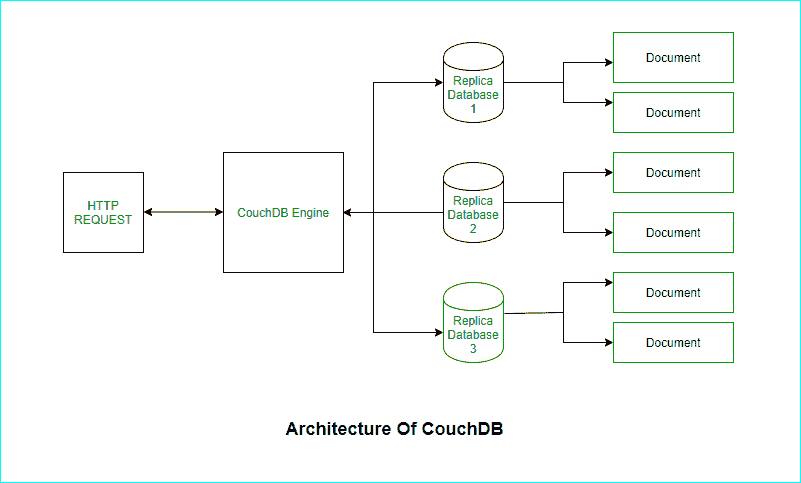 HTTP
REQUEST
CouchDB Engine
Replica
Database
1
Replica
Database
2
Replica
Database
3
Document
Document
Document
Document
Document
Document
Architecture Of CouchDB